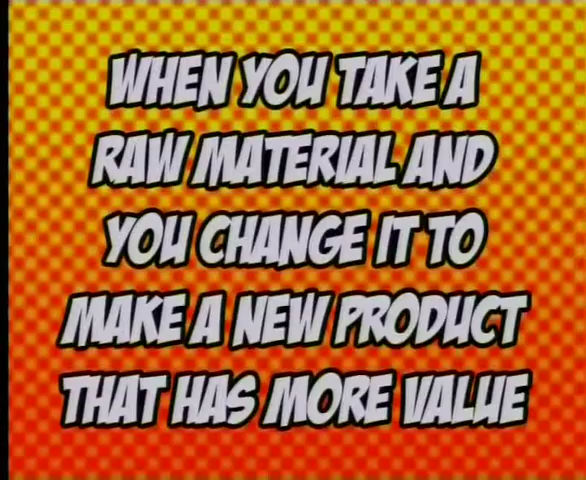 WHEN YOU TAKE A
RAW MATERIAL AND
YOU CHANGE IT TO
MAKE A NEW PRODUCT
THAT HAS MORE VALUE